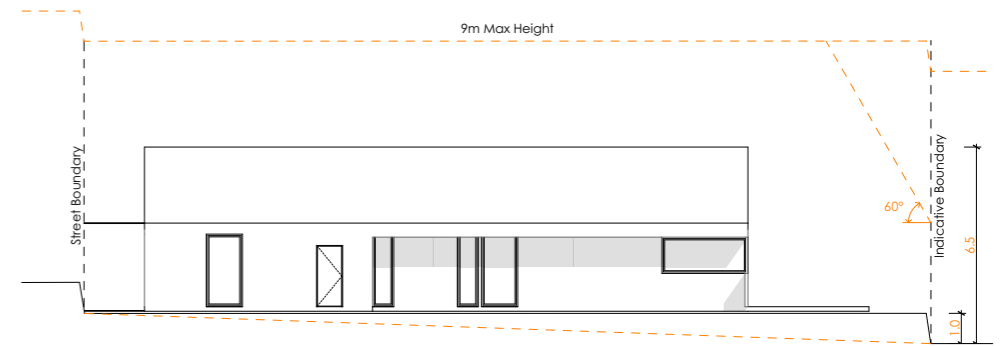 9m Max Height
Street Boundary
60°
Indicative Boundary
6.5
1.0